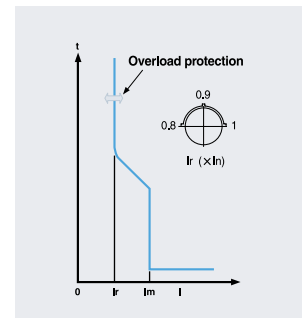 t
Overload protection
0.9
0.8 1
Ir (×In)
0 Ir Im I